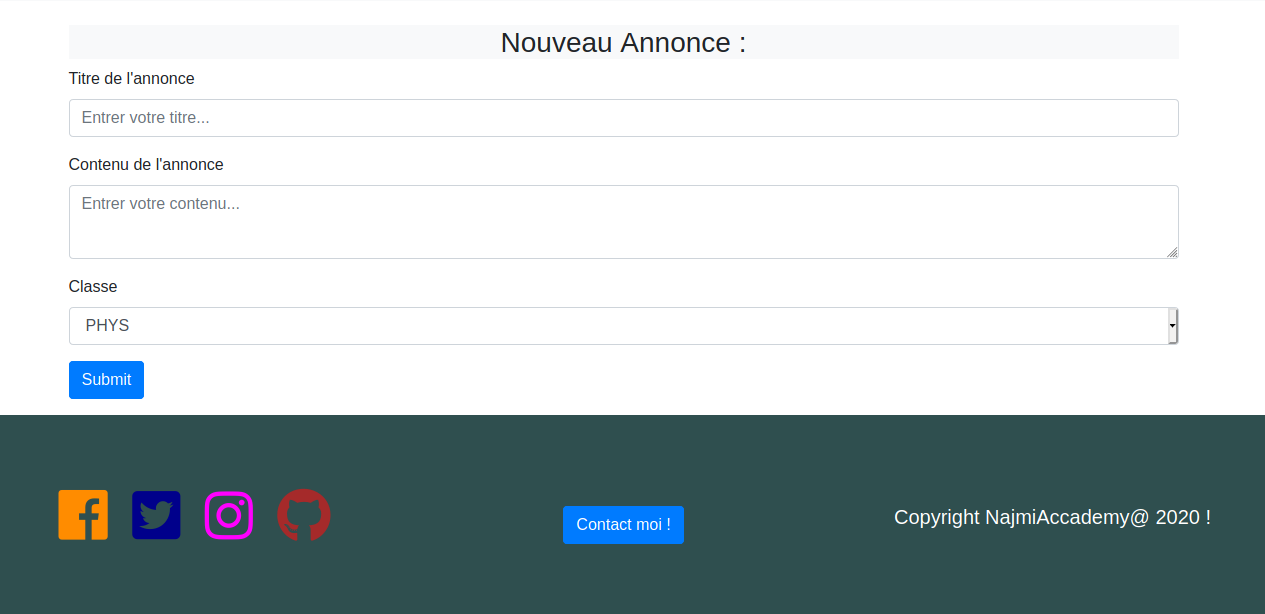 Nouveau Annonce :
Titre de l'annonce
Entrer votre titre...
Contenu de l'annonce
Entrer votre contenu...
Classe
PHYS
Submit
Contact moi !
Copyright NajmiAccademy@ 2020 !